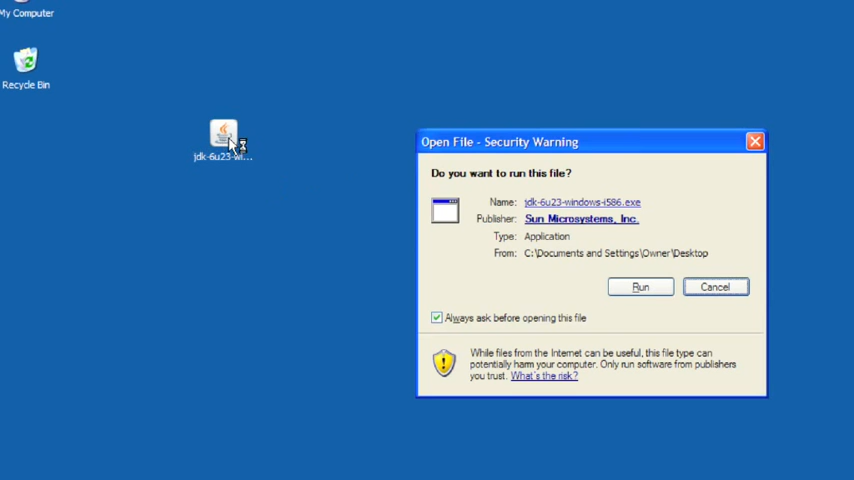 My Computer
Recycle Bin
jdk-6u23-wi...
Open File - Security Warning
Do you want to run this file?
Name: jdk-6u23-windows-i586.exe
Publisher: Sun Microsystems, Inc.
Type: Application
From: C:\Documents and Settings\Owner\Desktop
Run Cancel
Always ask before opening this file
While files from the Internet can be useful, this file type can
potentially harm your computer. Only run software from publishers
you trust. What's the risk?